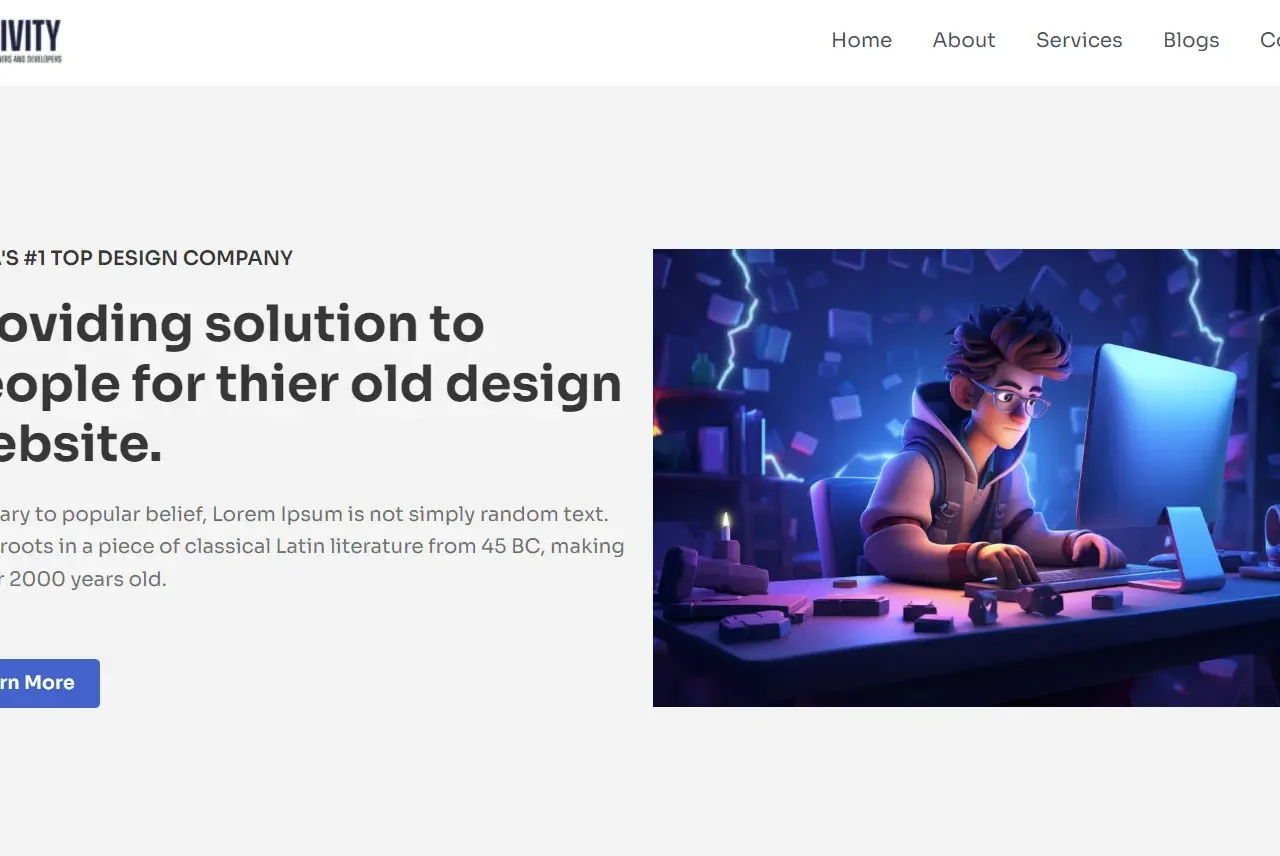 IVITY
NERS AND DEVELOPERS
Home About Services Blogs Co
A'S #1 TOP DESIGN COMPANY
oviding solution to
eople for thier old design
ebsite.
ary to popular belief, Lorem Ipsum is not simply random text.
roots in a piece of classical Latin literature from 45 BC, making
r 2000 years old.
rn More